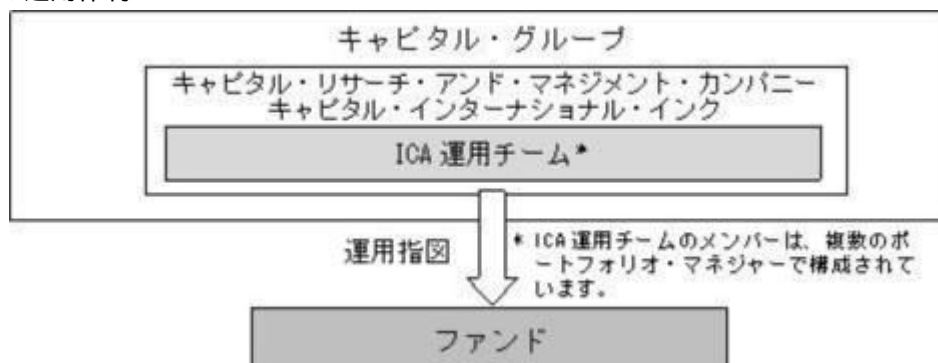 キャピタル・グループ
キャピタル・リサーチ・アンド・マネジメント・カンパニー
キャピタル・インターナショナル・インク
ICA 運用チーム*
運用指図
* ICA 運用チームのメンバーは、複数のポ
ートフォリオ・マネジャーで構成されて
います。
ファンド